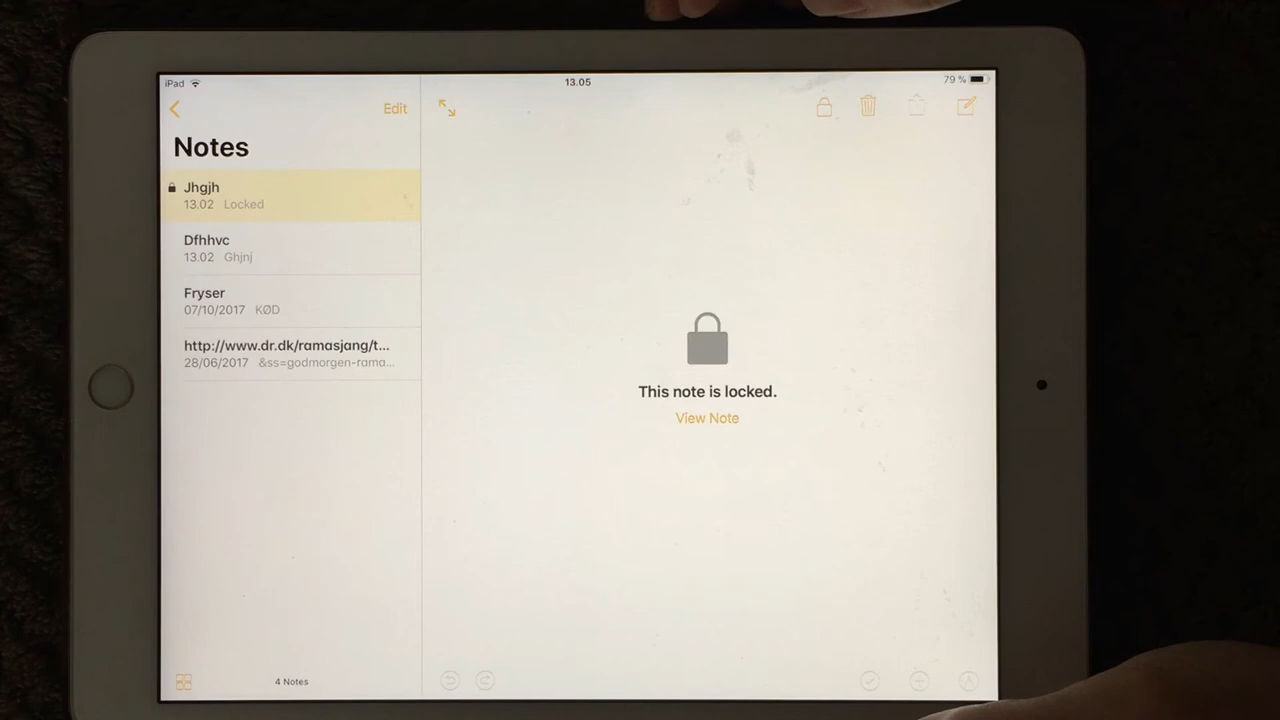 iPad
13.05
79 %
Edit
Notes
Jhgjh
13.02 Locked
Dfhhvc
13.02 Ghjnj
Fryser
07/10/2017 KØD
http://www.dr.dk/ramasjang/t...
28/06/2017 &ss=godmorgen-rama...
4 Notes
This note is locked.
View Note